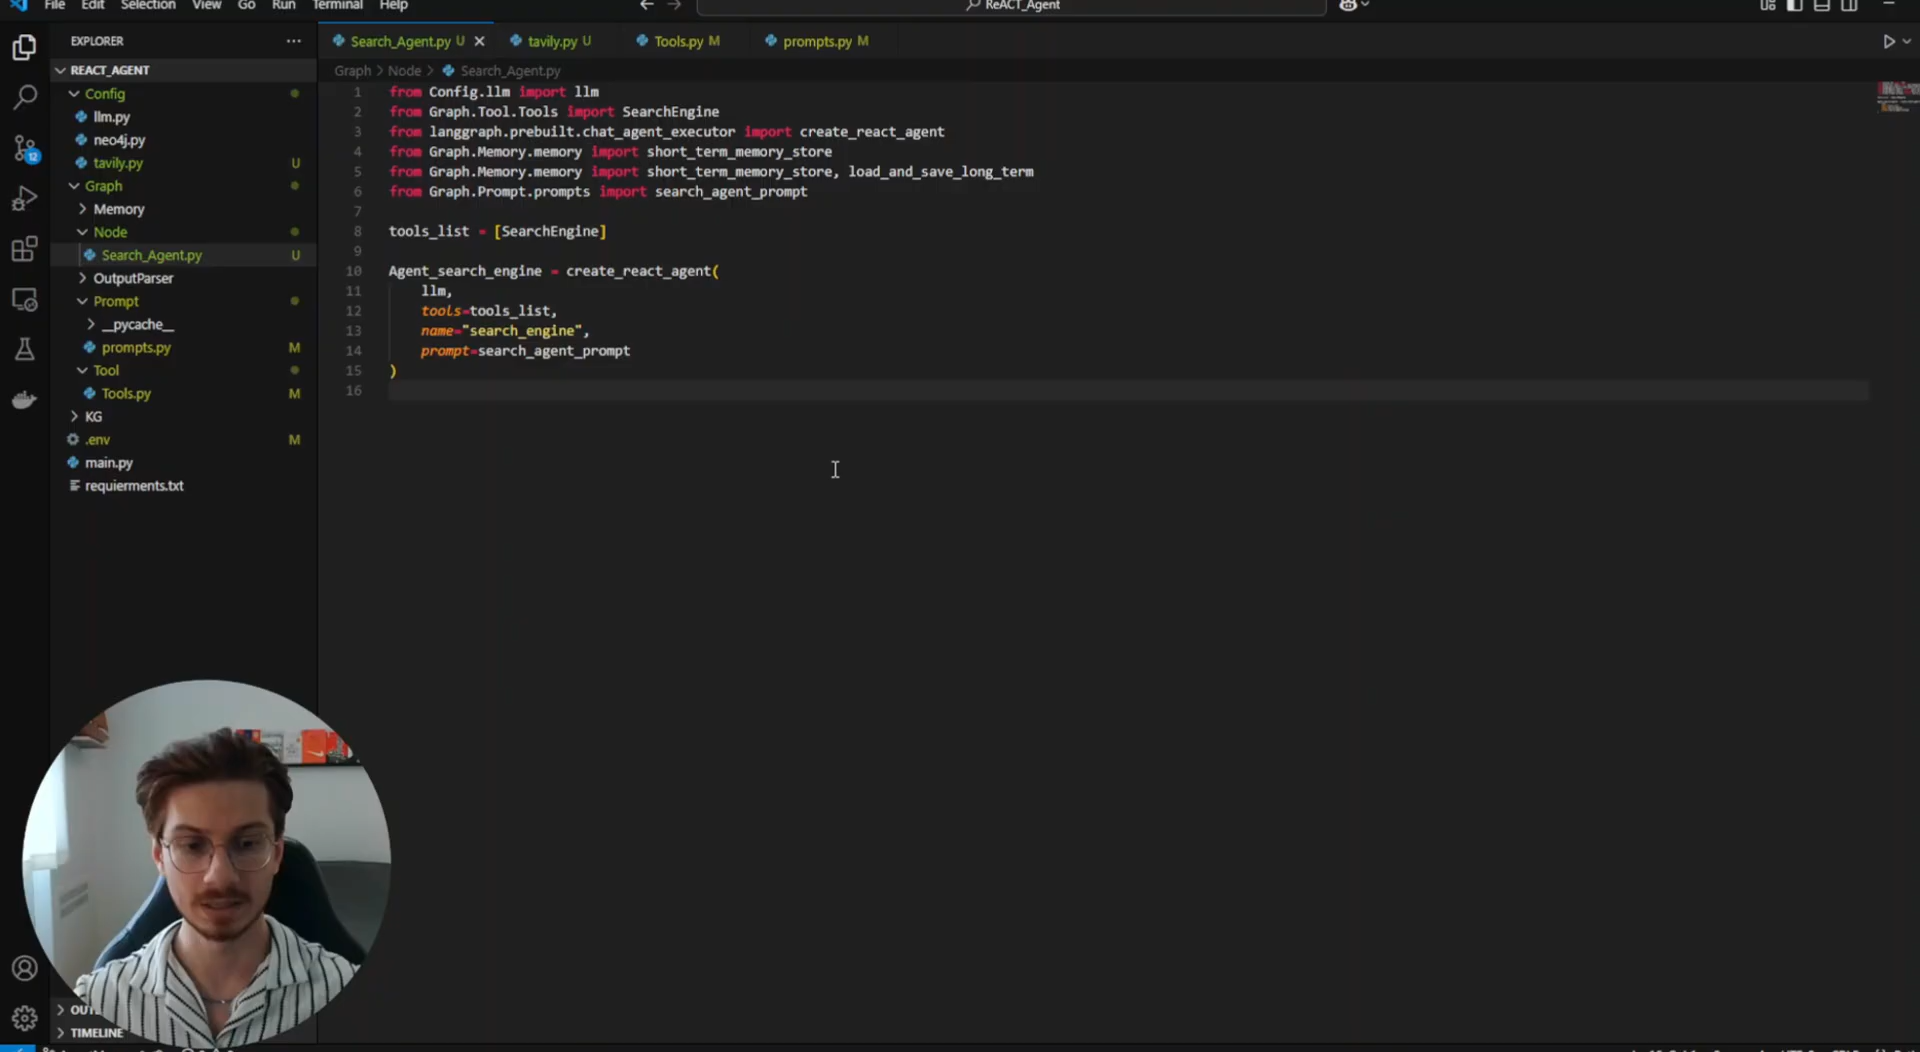 File Edit Selection View Go Run Terminal Help
ReACT_Agent
EXPLORER
Search_Agent.py U
tavily.py U
Tools.py M
prompts.py M
REACT_AGENT
Graph > Node > Search_Agent.py
Config
llm.py
neo4j.py
tavily.py U
Graph
Memory
Node
Search_Agent.py U
OutputParser
Prompt
__pycache__
prompts.py M
Tool
Tools.py M
KG
.env M
main.py
requierments.txt
12
1 from Config.llm import llm
2 from Graph.Tool.Tools import SearchEngine
3 from langgraph.prebuilt.chat_agent_executor import create_react_agent
4 from Graph.Memory.memory import short_term_memory_store
5 from Graph.Memory.memory import short_term_memory_store, load_and_save_long_term
6 from Graph.Prompt.prompts import search_agent_prompt
7
8 tools_list = [SearchEngine]
9
10 Agent_search_engine = create_react_agent(
11 llm,
12 tools=tools_list,
13 name="search_engine",
14 prompt=search_agent_prompt
15 )
16
TIMELINE